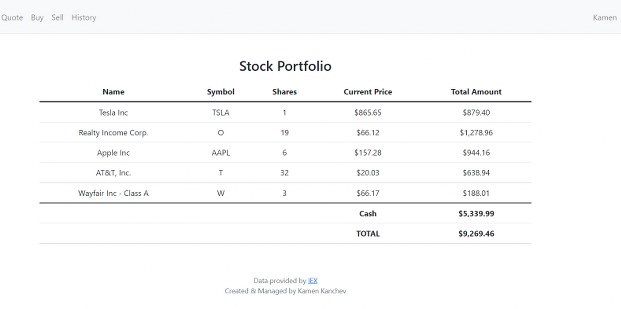 Quote Buy Sell History Kamen
Stock Portfolio
Name Symbol Shares Current Price Total Amount
Tesla Inc TSLA 1 $865.65 $879.40
Realty Income Corp. O 19 $66.12 $1,278.96
Apple Inc AAPL 6 $157.28 $944.16
AT&T, Inc. T 32 $20.03 $638.94
Wayfair Inc - Class A W 3 $66.17 $188.01
Cash $5,339.99
TOTAL $9,269.46
Data provided by IEX
Created & Managed by Kamen Kanchev